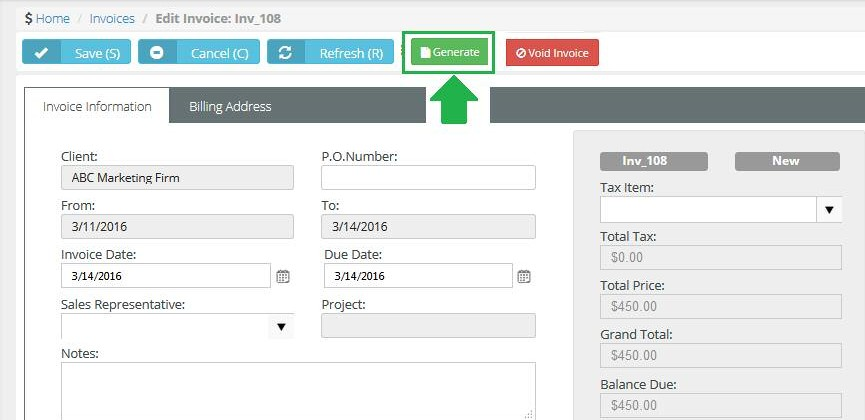 $ Home / Invoices / Edit Invoice: Inv_108
Save (S) Cancel (C) Refresh (R) Generate Void Invoice
Invoice Information Billing Address
Client: P.O.Number:
ABC Marketing Firm
From: To:
3/11/2016 3/14/2016
Invoice Date: Due Date:
3/14/2016 3/14/2016
Sales Representative: Project:
Notes:
Inv_108 New
Tax Item:
Total Tax:
$0.00
Total Price:
$450.00
Grand Total:
$450.00
Balance Due:
$450.00